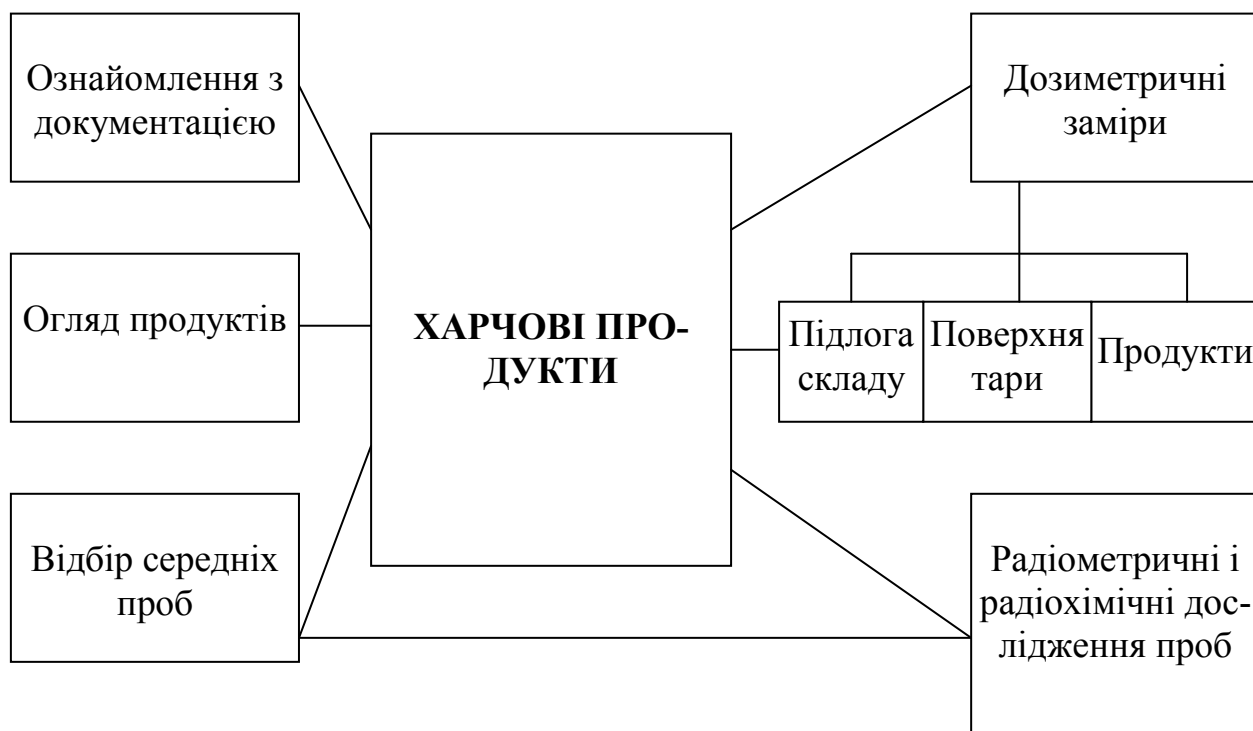 Ознайомлення з
документацією
Дозиметричні
заміри
Огляд продуктів
ХАРЧОВІ ПРО-
ДУКТИ
Підлога
складу
Поверхня
тари
Продукти
Відбір середніх
проб
Радіометричні і
радіохімічні дос-
лідження проб